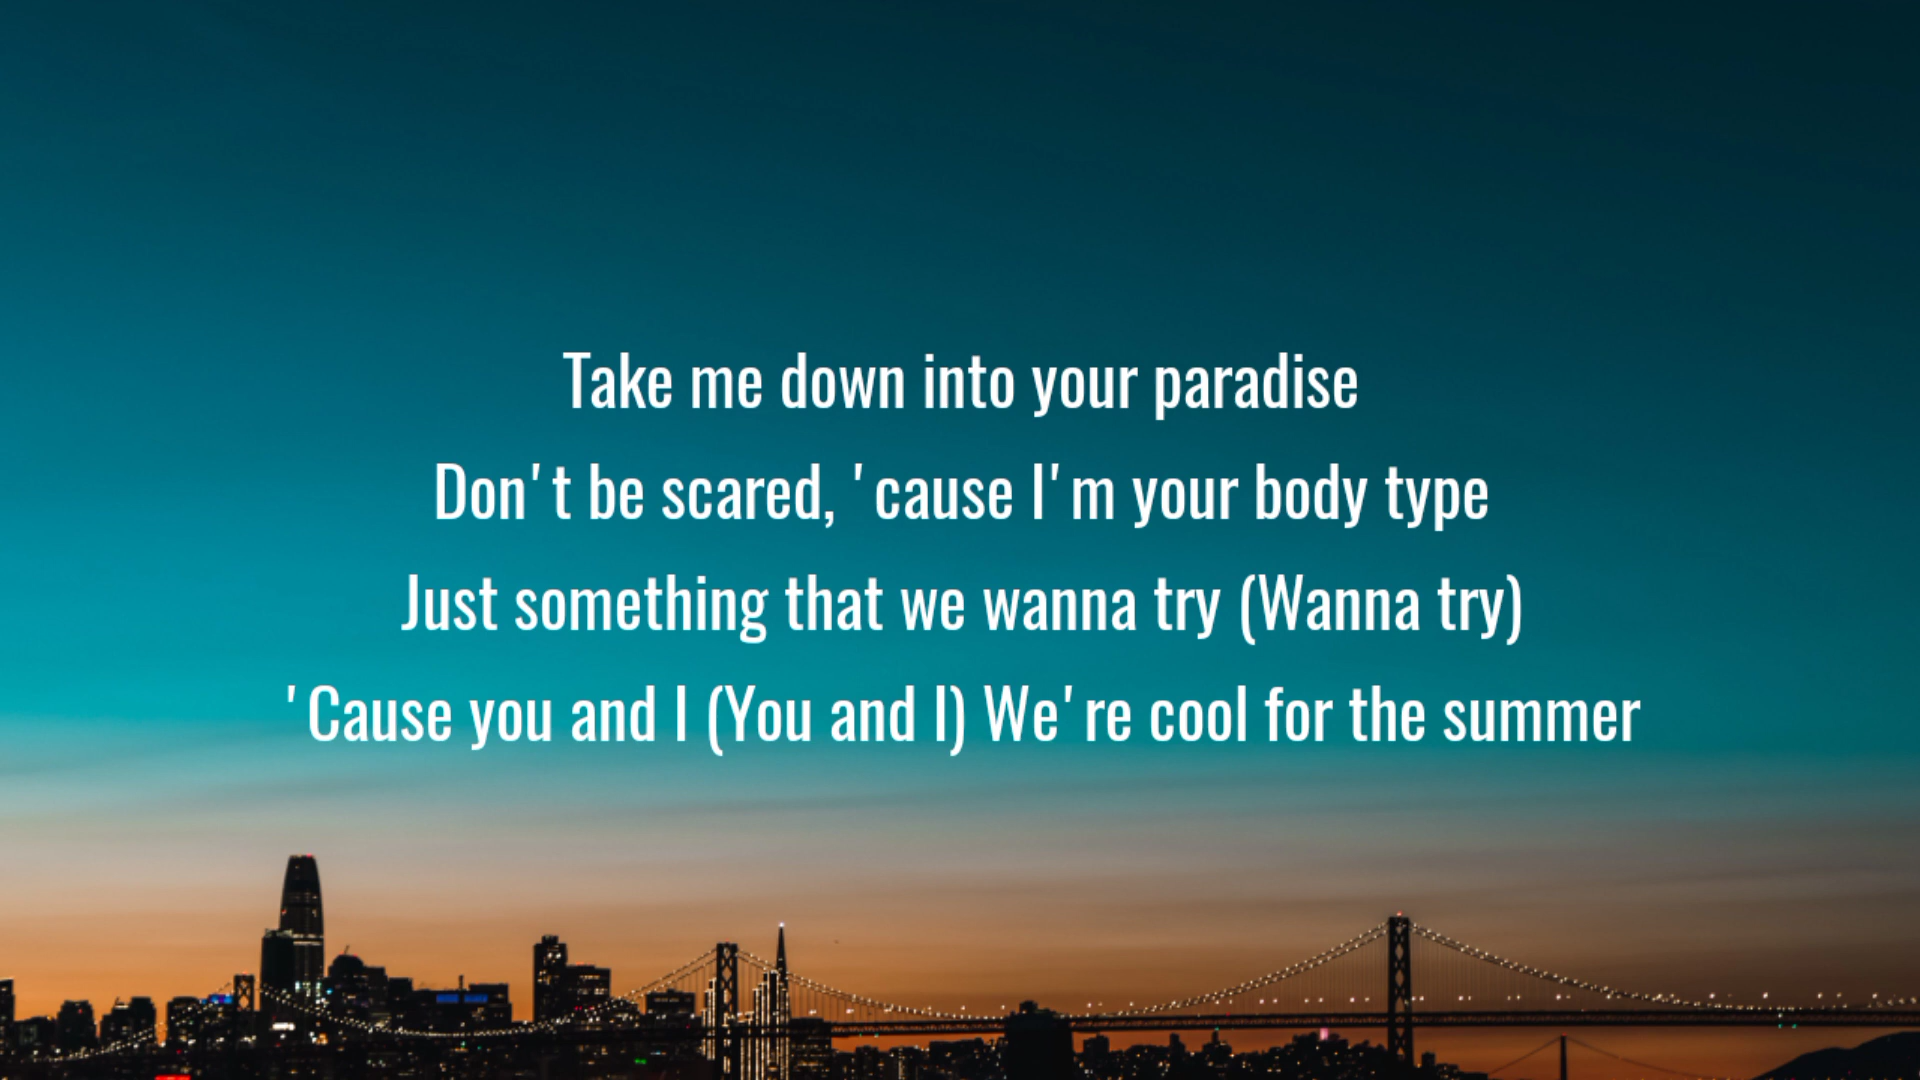 Take me down into your paradise
Don't be scared, 'cause I'm your body type
Just something that we wanna try (Wanna try)
'Cause you and I (You and I) We're cool for the summer